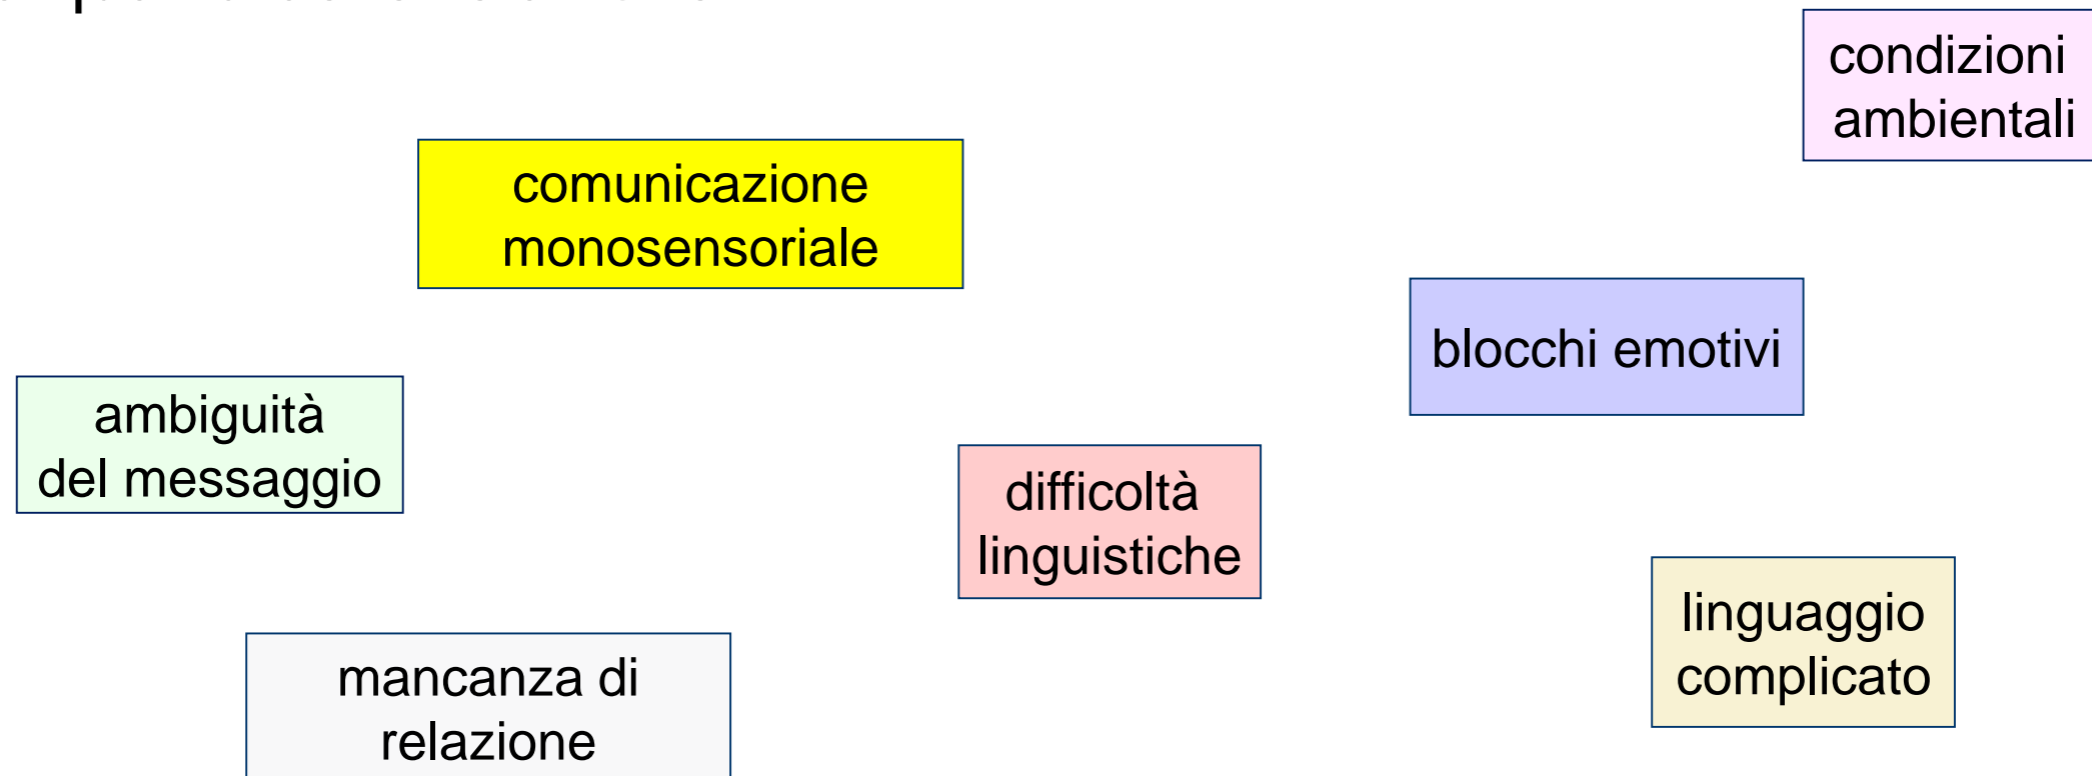 condizioni
ambientali
comunicazione
monosensoriale
blocchi emotivi
ambiguità
del messaggio
difficoltà
linguistiche
linguaggio
complicato
mancanza di
relazione